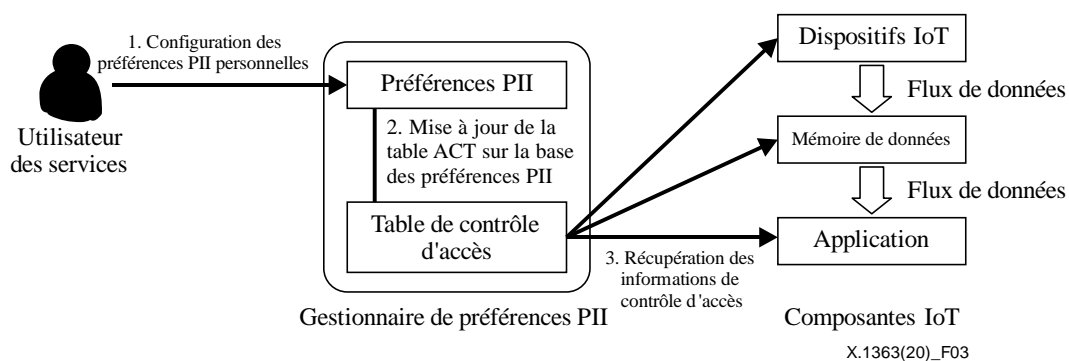 1. Configuration des
préférences PII personnelles
Utilisateur
des services
Préférences PII
2. Mise à jour de la
table ACT sur la base
des préférences PII
Table de contrôle
d'accès
Gestionnaire de préférences PII
3. Récupération des
informations de
contrôle d'accès
Dispositifs IoT
Flux de données
Mémoire de données
Flux de données
Application
Composantes IoT
X.1363(20)_F03